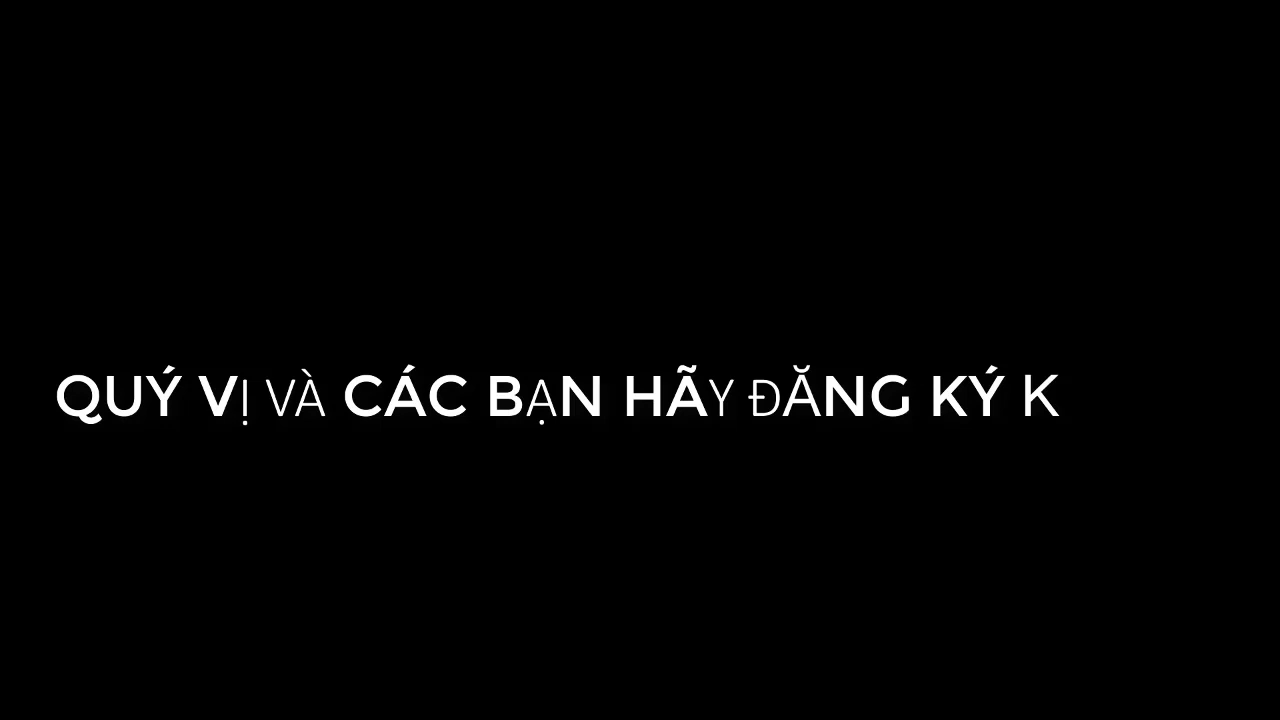 QUÝ VỊ VÀ CÁC BẠN HÃY ĐĂNG KÝ K